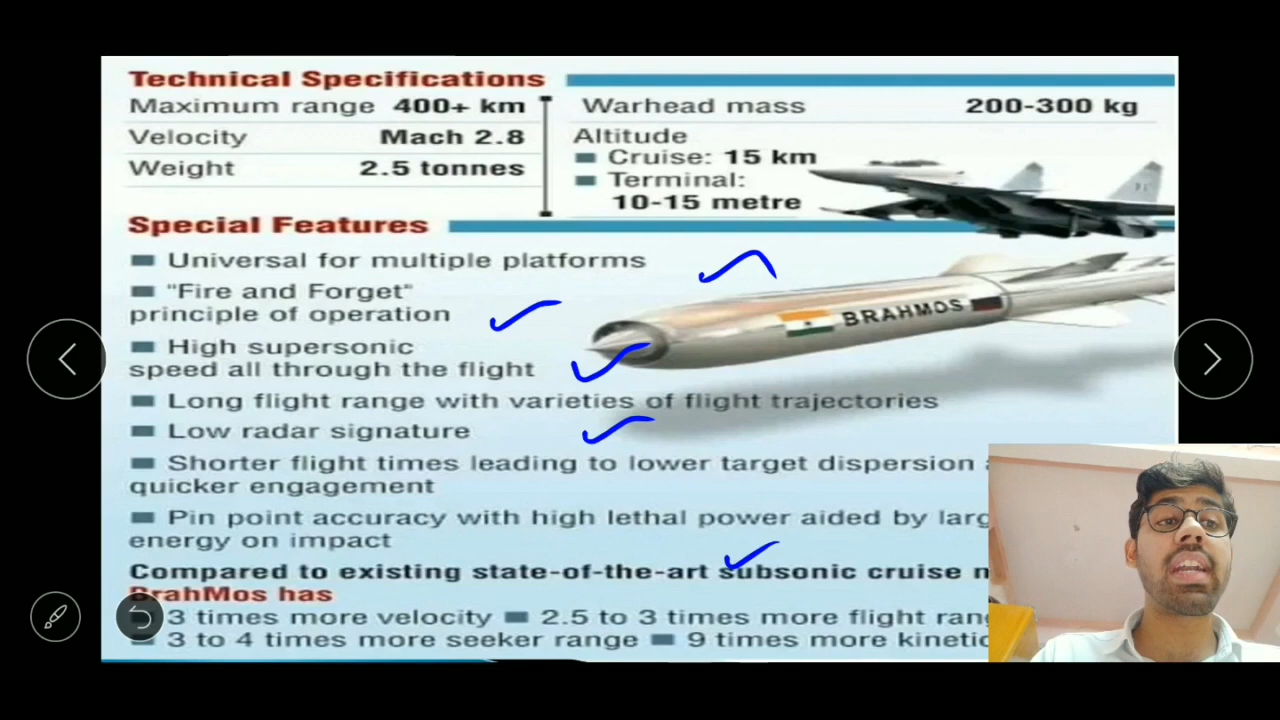 Technical Specifications
Maximum range 400+ km
Velocity Mach 2.8
Weight 2.5 tonnes
Warhead mass 200-300 kg
Altitude
Cruise: 15 km
Terminal:
10-15 metre
Special Features
Universal for multiple platforms
"Fire and Forget"
principle of operation
High supersonic
speed all through the flight
Long flight range with varieties of flight trajectories
Low radar signature
Shorter flight times leading to lower target dispersion
quicker engagement
Pin point accuracy with high lethal power aided by
energy on impact
Compared to existing state-of-the-art subsonic cruise
BrahMos has
3 times more velocity 2.5 to 3 times more flight
3 to 4 times more seeker range 9 times more
BRAHMOS